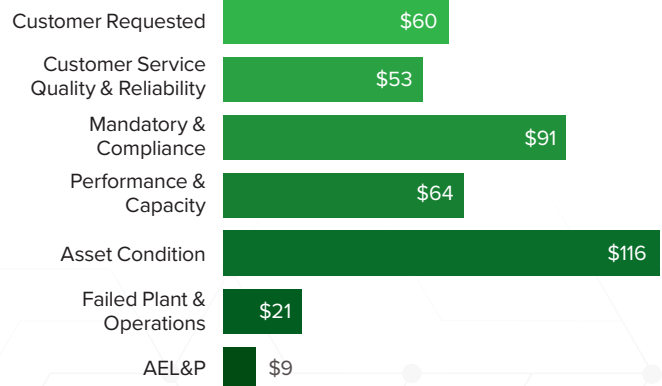 Customer Requested $60
Customer Service
Quality & Reliability $53
Mandatory &
Compliance $91
Performance &
Capacity $64
Asset Condition $116
Failed Plant &
Operations $21
AEL&P $9